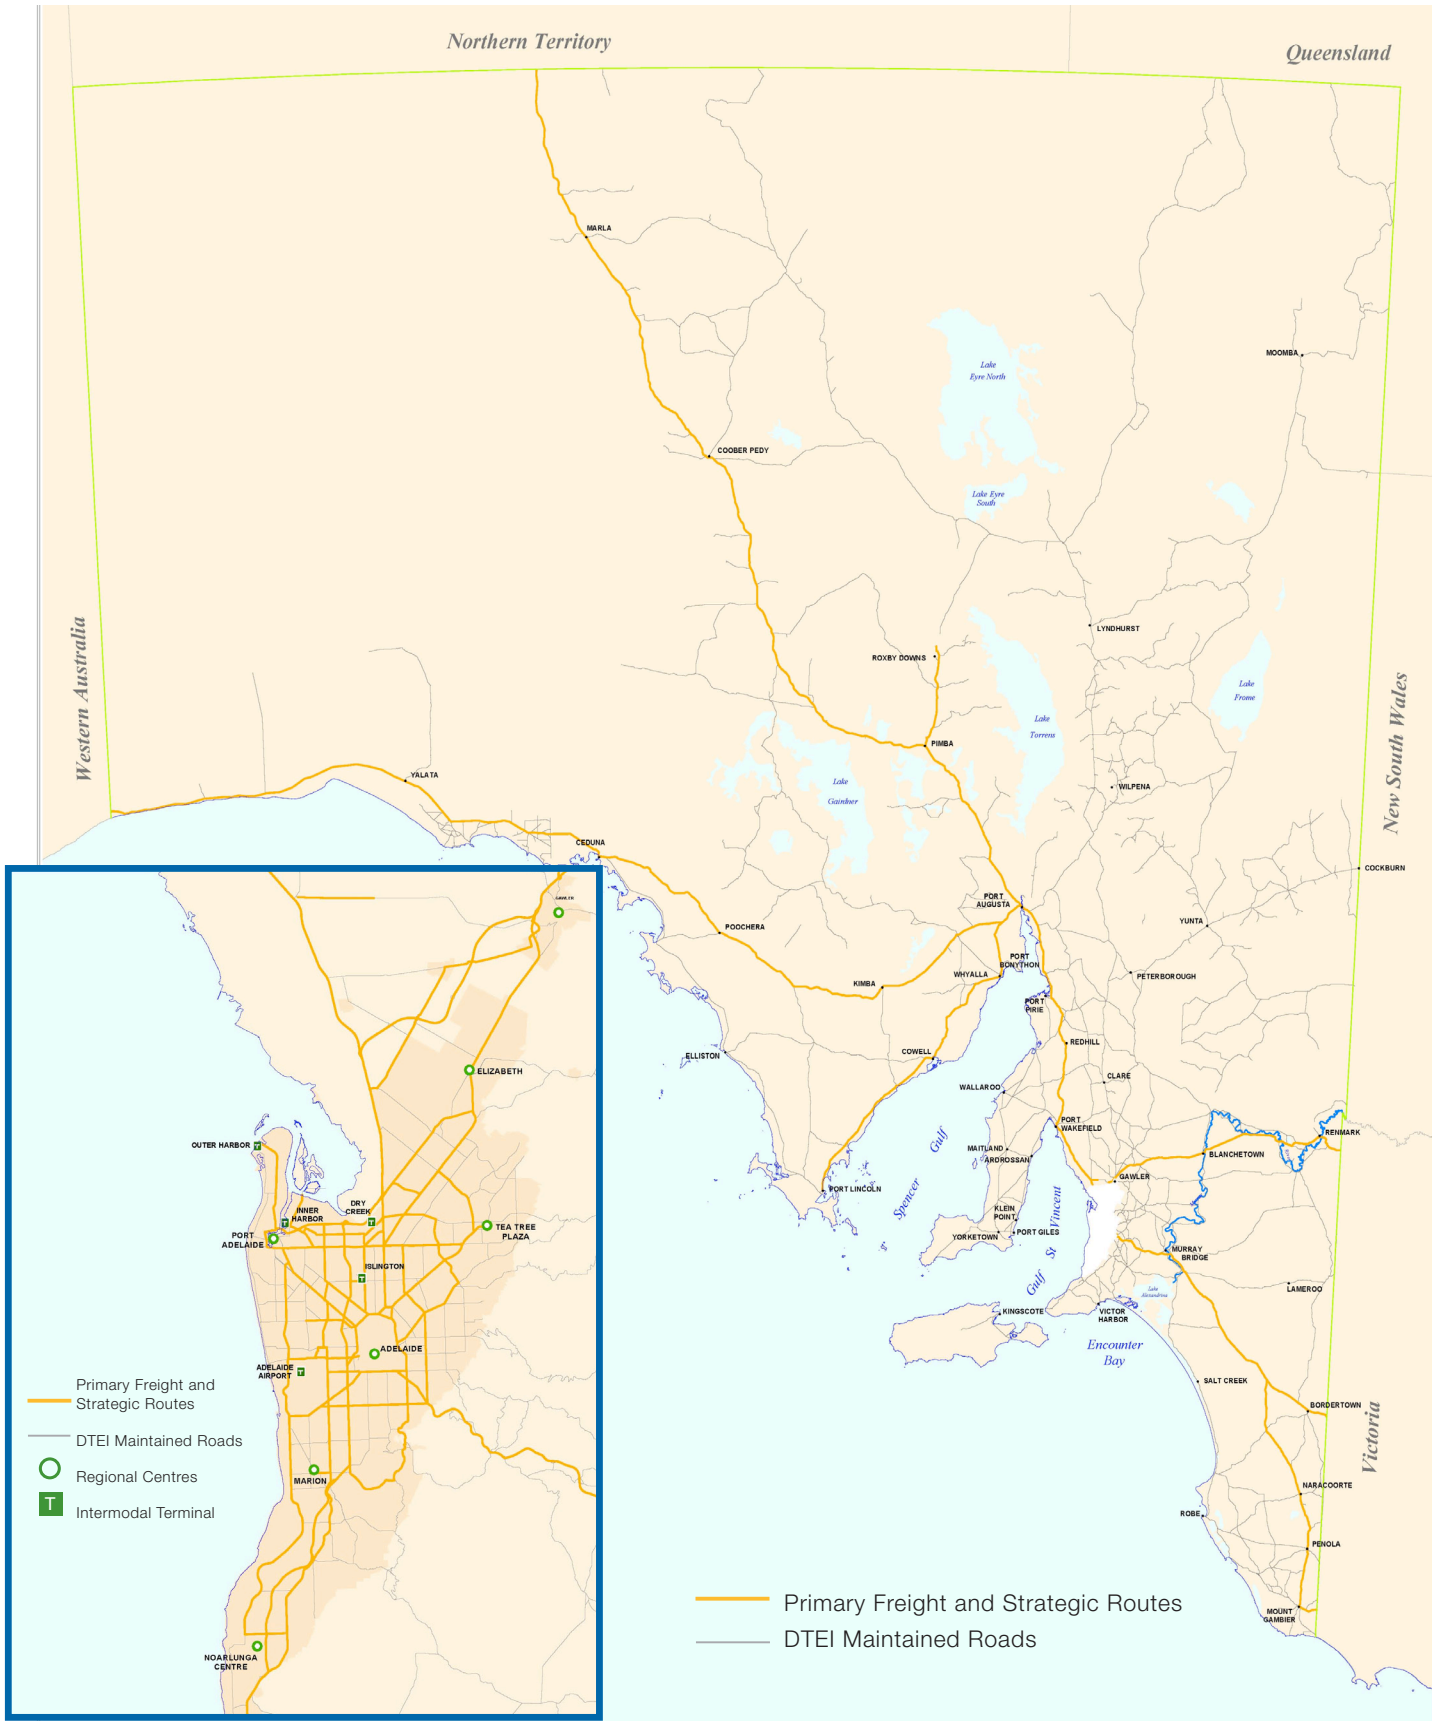 Northern Territory
Queensland
MARLA
MOOMBA
Lake
Eyre North
COOBER PEDY
Lake Eyre
South
LYNDHURST
Western Australia
ROXBY DOWNS
Lake
Frome
New South Wales
Lake
Torrens
PIMBA
YALATA
Lake
Gairdner
WILPENA
CEDUNA
COCKBURN
PORT
AUGUSTA
POOCHERA
YUNTA
PORT
BONYTHON
WHYALLA
PETERBOROUGH
KIMBA
PORT
PIRIE
REDHILL
COWELL
ELLISTON
CLARE
WALLAROO
PORT
WAKEFIELD
RENMARK
MAITLAND
ARDROSSAN
BLANCHETOWN
GAWLER
PORT LINCOLN
Spencer Gulf
KLEIN
POINT
YORKETOWN
PORT GILES
Gulf St Vincent
MURRAY
BRIDGE
LAMEROO
Lake
Alexandrina
KINGSCOTE
VICTOR
HARBOR
Encounter
Bay
SALT CREEK
BORDERTOWN
Victoria
NARACOORTE
ROBE
PENOLA
MOUNT
GAMBIER
Primary Freight and Strategic Routes
DTEI Maintained Roads
GAWLER
ELIZABETH
OUTER HARBOR
T
INNER
HARBOR
T
DRY
CREEK
T
PORT
ADELAIDE
TEA TREE
PLAZA
ISLINGTON
T
ADELAIDE
ADELAIDE
AIRPORT
T
MARION
NOARLUNGA
CENTRE
Primary Freight and
Strategic Routes
DTEI Maintained Roads
Regional Centres
T
Intermodal Terminal